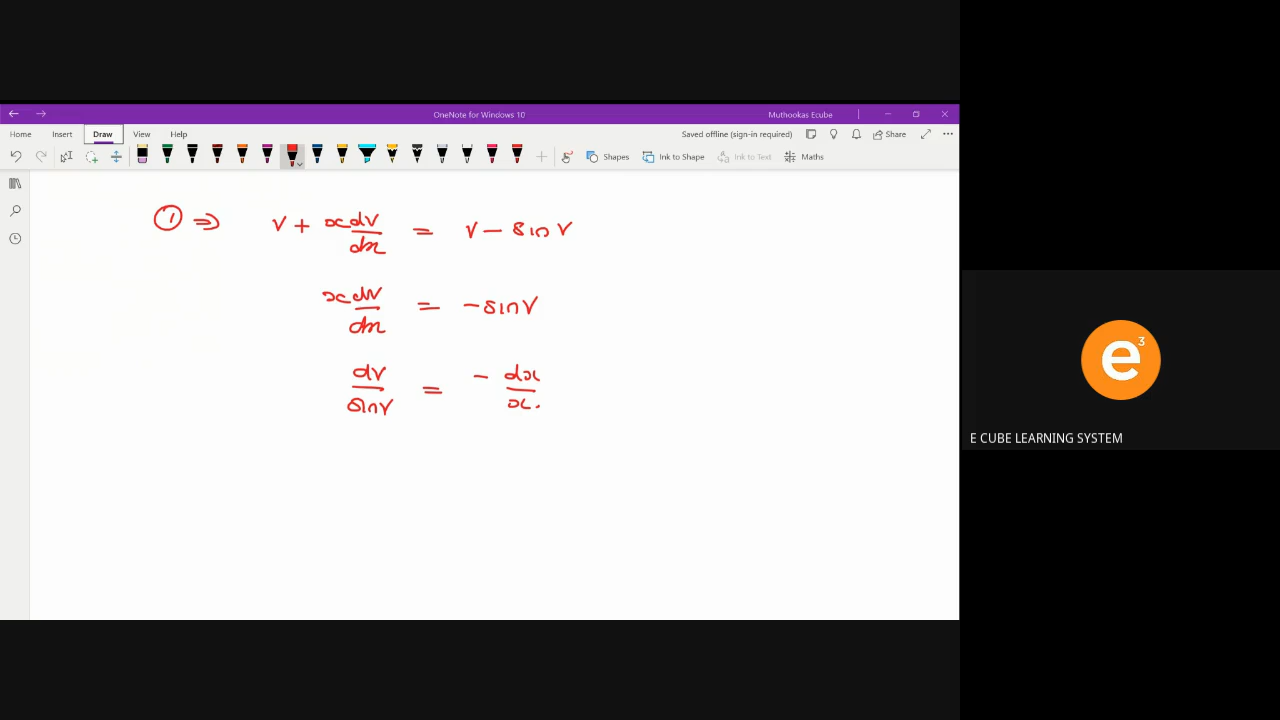 OneNote for Windows 10
Muthookas Ecube
Home Insert Draw View Help
Saved offline (sign-in required) Share
Shapes Ink to Shape Ink to Text Maths
① ⇒ v + x dv/dx = v − sin v
x dv/dx = − sin v
dv/sin v = − dx/x.
e³
E CUBE LEARNING SYSTEM